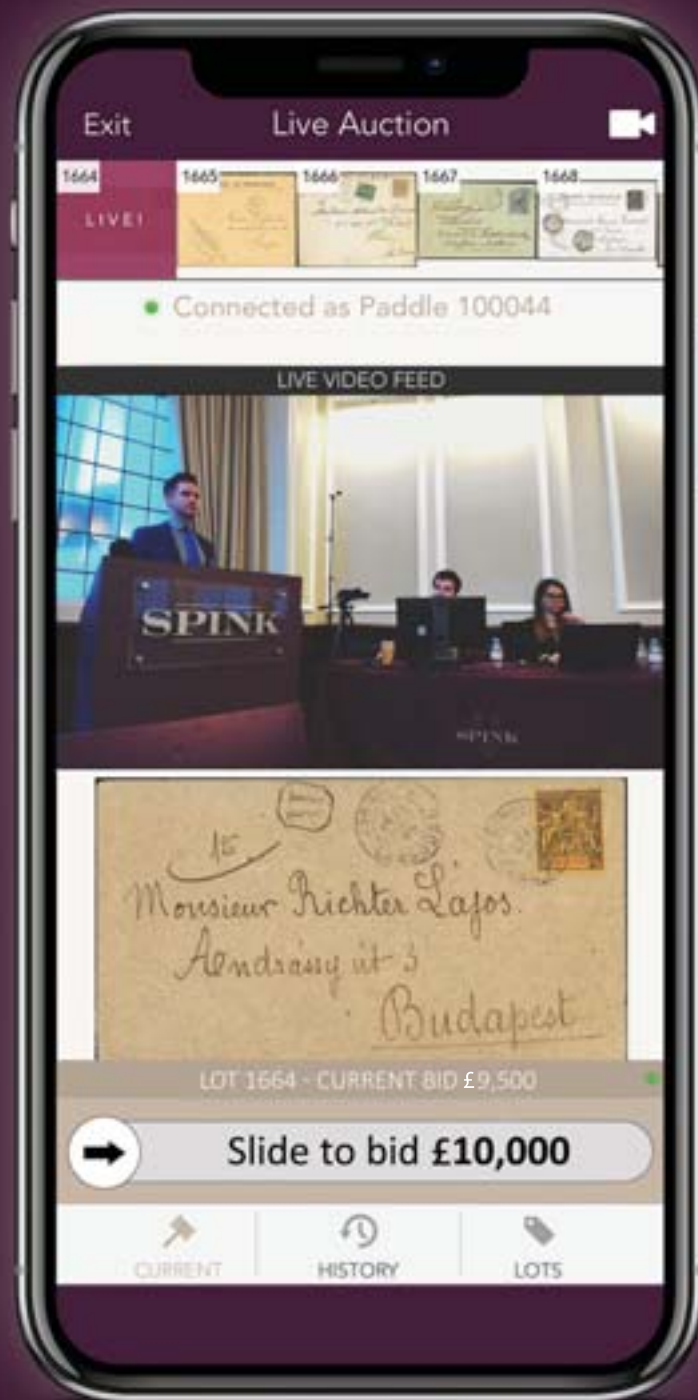 Exit Live Auction
1664 1665 1666 1667 1668
LIVE!
Connected as Paddle 100044
LIVE VIDEO FEED
SPINK
SPINK
15
Monsieur Richter Lajos.
Andrássy út 3
Budapest
LOT 1664 - CURRENT BID £9,500
Slide to bid £10,000
CURRENT HISTORY LOTS